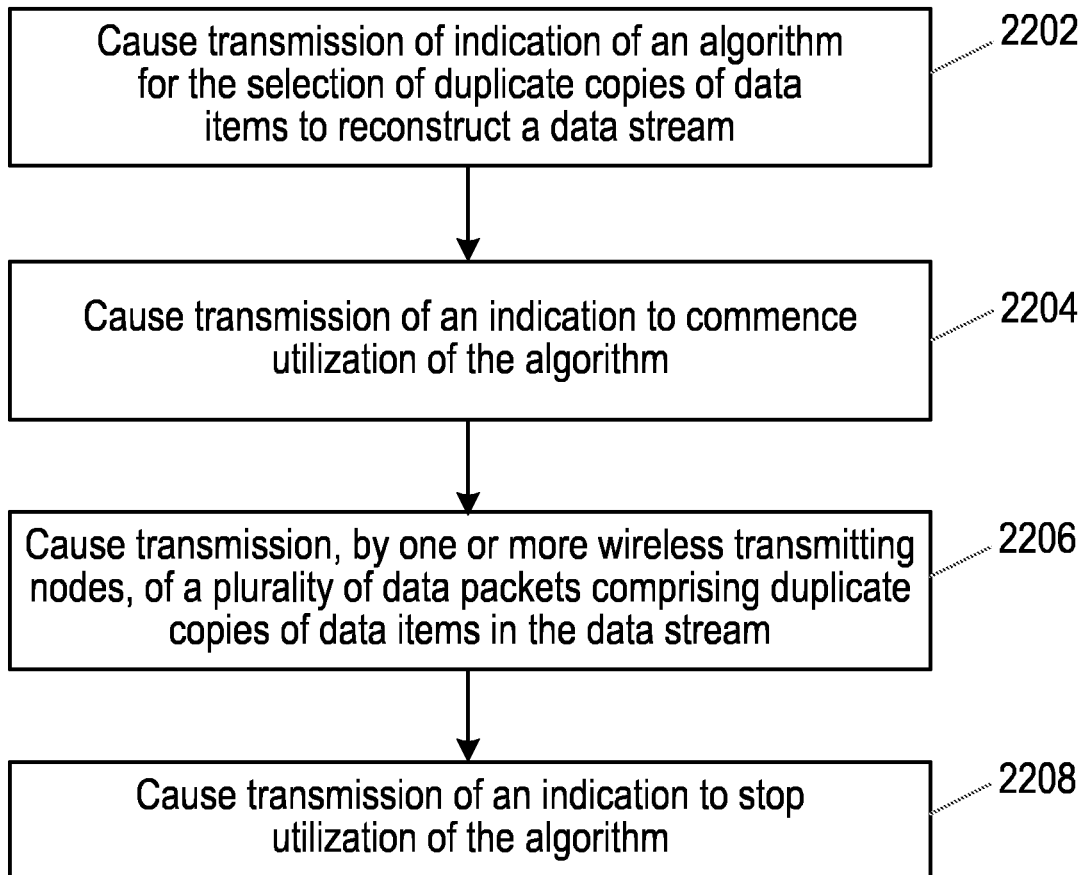 Cause transmission of indication of an algorithm
for the selection of duplicate copies of data
items to reconstruct a data stream
2202
Cause transmission of an indication to commence
utilization of the algorithm
2204
Cause transmission, by one or more wireless transmitting
nodes, of a plurality of data packets comprising duplicate
copies of data items in the data stream
2206
Cause transmission of an indication to stop
utilization of the algorithm
2208